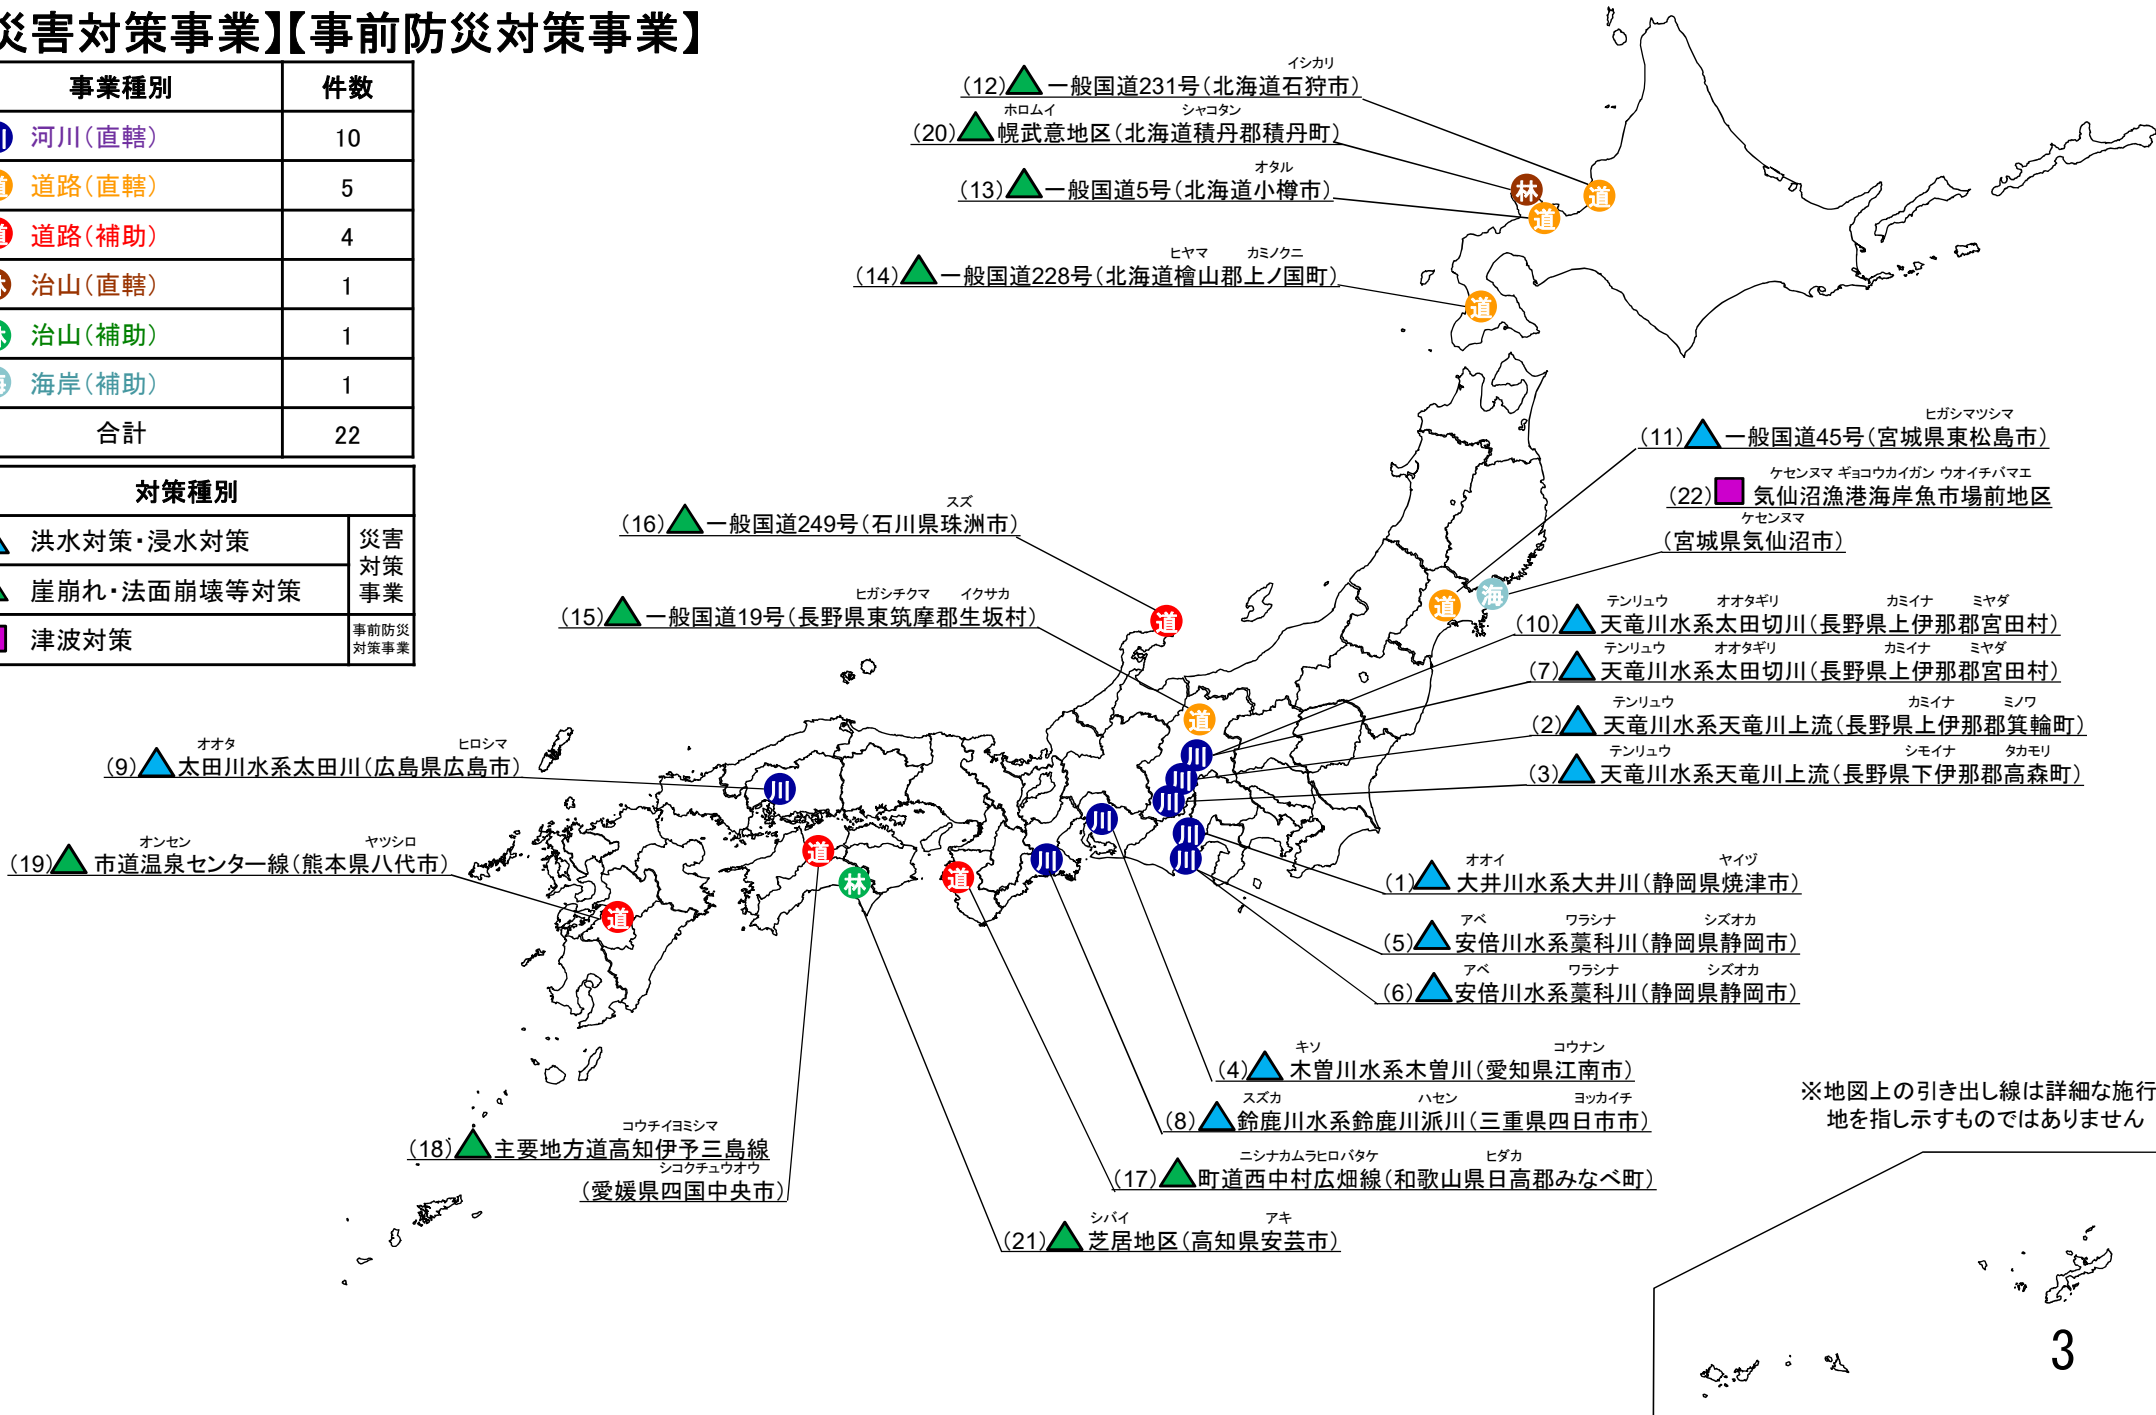 災害対策事業】【事前防災対策事業】
事業種別 件数
川 河川(直轄) 10
道 道路(直轄) 5
道 道路(補助) 4
林 治山(直轄) 1
林 治山(補助) 1
海 海岸(補助) 1
合計 22
対策種別
洪水対策・浸水対策
崖崩れ・法面崩壊等対策
災害
対策
事業
津波対策
事前防災
対策事業
イシカリ
(12) 一般国道231号(北海道石狩市)
ホロムイ シャコタン
(20) 幌武意地区(北海道積丹郡積丹町)
オタル
(13) 一般国道5号(北海道小樽市)
ヒヤマ カミノクニ
(14) 一般国道228号(北海道檜山郡上ノ国町)
林
道
道
道
ヒガシマツシマ
(11) 一般国道45号(宮城県東松島市)
ケセンヌマ ギョコウカイガン ウオイチバマエ
(22) 気仙沼漁港海岸魚市場前地区
ケセンヌマ
(宮城県気仙沼市)
スズ
(16) 一般国道249号(石川県珠洲市)
ヒガシチクマ イクサカ
(15) 一般国道19号(長野県東筑摩郡生坂村)
道
海
道
テンリュウ オオタギリ カミイナ ミヤダ
(10) 天竜川水系太田切川(長野県上伊那郡宮田村)
テンリュウ オオタギリ カミイナ ミヤダ
(7) 天竜川水系太田切川(長野県上伊那郡宮田村)
テンリュウ カミイナ ミノワ
(2) 天竜川水系天竜川上流(長野県上伊那郡箕輪町)
テンリュウ シモイナ タカモリ
(3) 天竜川水系天竜川上流(長野県下伊那郡高森町)
道
川
川
川
川
川
川
川
オオタ ヒロシマ
(9) 太田川水系太田川(広島県広島市)
川
オンセン ヤツシロ
(19) 市道温泉センター線(熊本県八代市)
道
林
道
道
オオイ ヤイヅ
(1) 大井川水系大井川(静岡県焼津市)
アベ ワラシナ シズオカ
(5) 安倍川水系藁科川(静岡県静岡市)
アベ ワラシナ シズオカ
(6) 安倍川水系藁科川(静岡県静岡市)
キソ コウナン
(4) 木曽川水系木曽川(愛知県江南市)
スズカ ハセン ヨッカイチ
(8) 鈴鹿川水系鈴鹿川派川(三重県四日市市)
ニシナカムラヒロバタケ ヒダカ
(17) 町道西中村広畑線(和歌山県日高郡みなべ町)
コウチイヨミシマ
(18) 主要地方道高知伊予三島線
シコクチュウオウ
(愛媛県四国中央市)
シバイ アキ
(21) 芝居地区(高知県安芸市)
※地図上の引き出し線は詳細な施行
地を指し示すものではありません
3